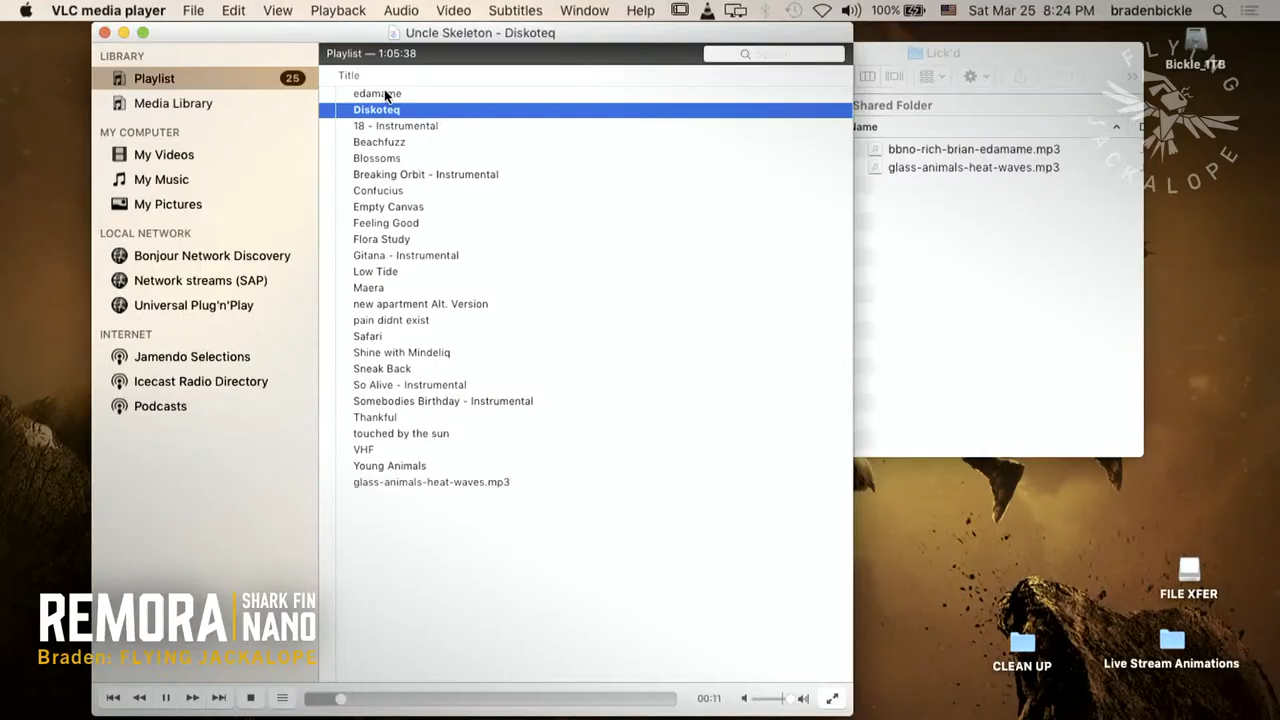 VLC media player File Edit View Playback Audio Video Subtitles Window Help 100% Sat Mar 25 8:24 PM bradenbickle
Uncle Skeleton - Diskoteq
LIBRARY
Playlist 25
Media Library
MY COMPUTER
My Videos
My Music
My Pictures
LOCAL NETWORK
Bonjour Network Discovery
Network streams (SAP)
Universal Plug'n'Play
INTERNET
Jamendo Selections
Icecast Radio Directory
Podcasts
Playlist — 1:05:38
Search
Title
edamame
Diskoteq
18 - Instrumental
Beachfuzz
Blossoms
Breaking Orbit - Instrumental
Confucius
Empty Canvas
Feeling Good
Flora Study
Gitana - Instrumental
Low Tide
Maera
new apartment Alt. Version
pain didnt exist
Safari
Shine with Mindeliq
Sneak Back
So Alive - Instrumental
Somebodies Birthday - Instrumental
Thankful
touched by the sun
VHF
Young Animals
glass-animals-heat-waves.mp3
00:11
Lick'd
Shared Folder
Name
bbno-rich-brian-edamame.mp3
glass-animals-heat-waves.mp3
FLYING
JACKALOPE
Bickle_1TB
FILE XFER
CLEAN UP
Live Stream Animations
REMORA
SHARK FIN
NANO
Braden: FLYING JACKALOPE